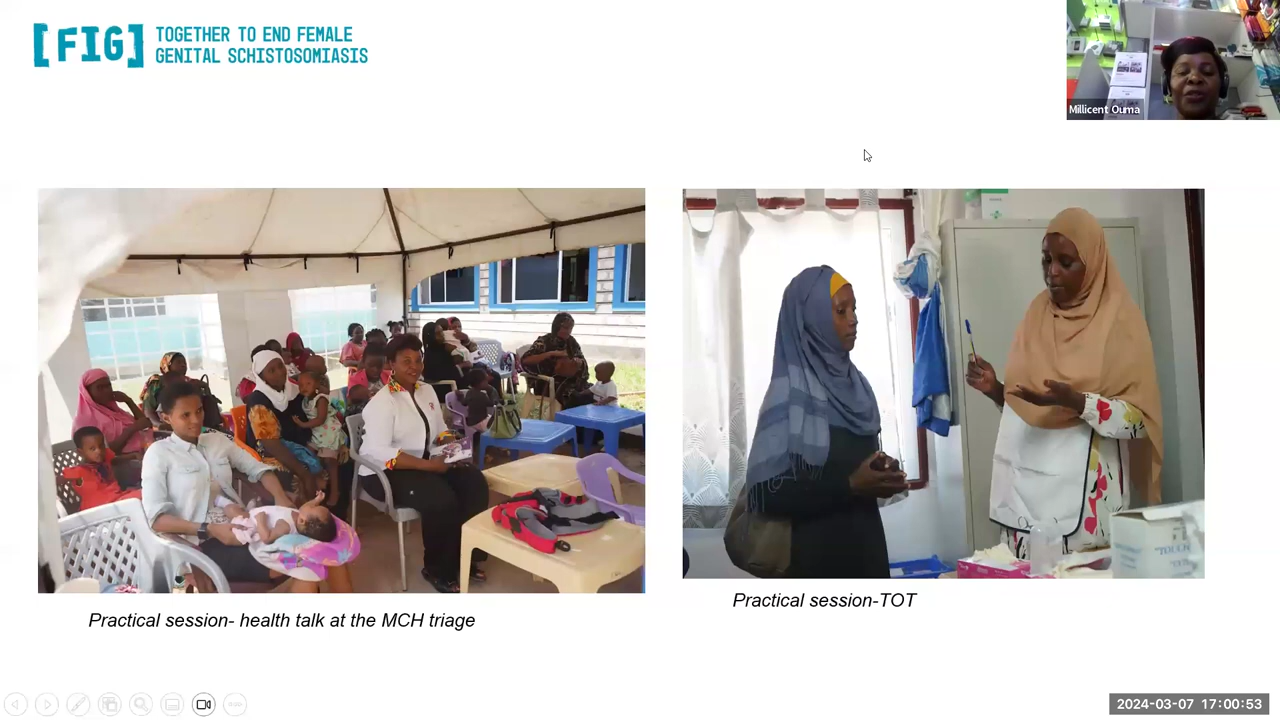 [FIG] TOGETHER TO END FEMALE
GENITAL SCHISTOSOMIASIS
Millicent Ouma
Practical session- health talk at the MCH triage
Practical session-TOT
2024-03-07 17:00:53